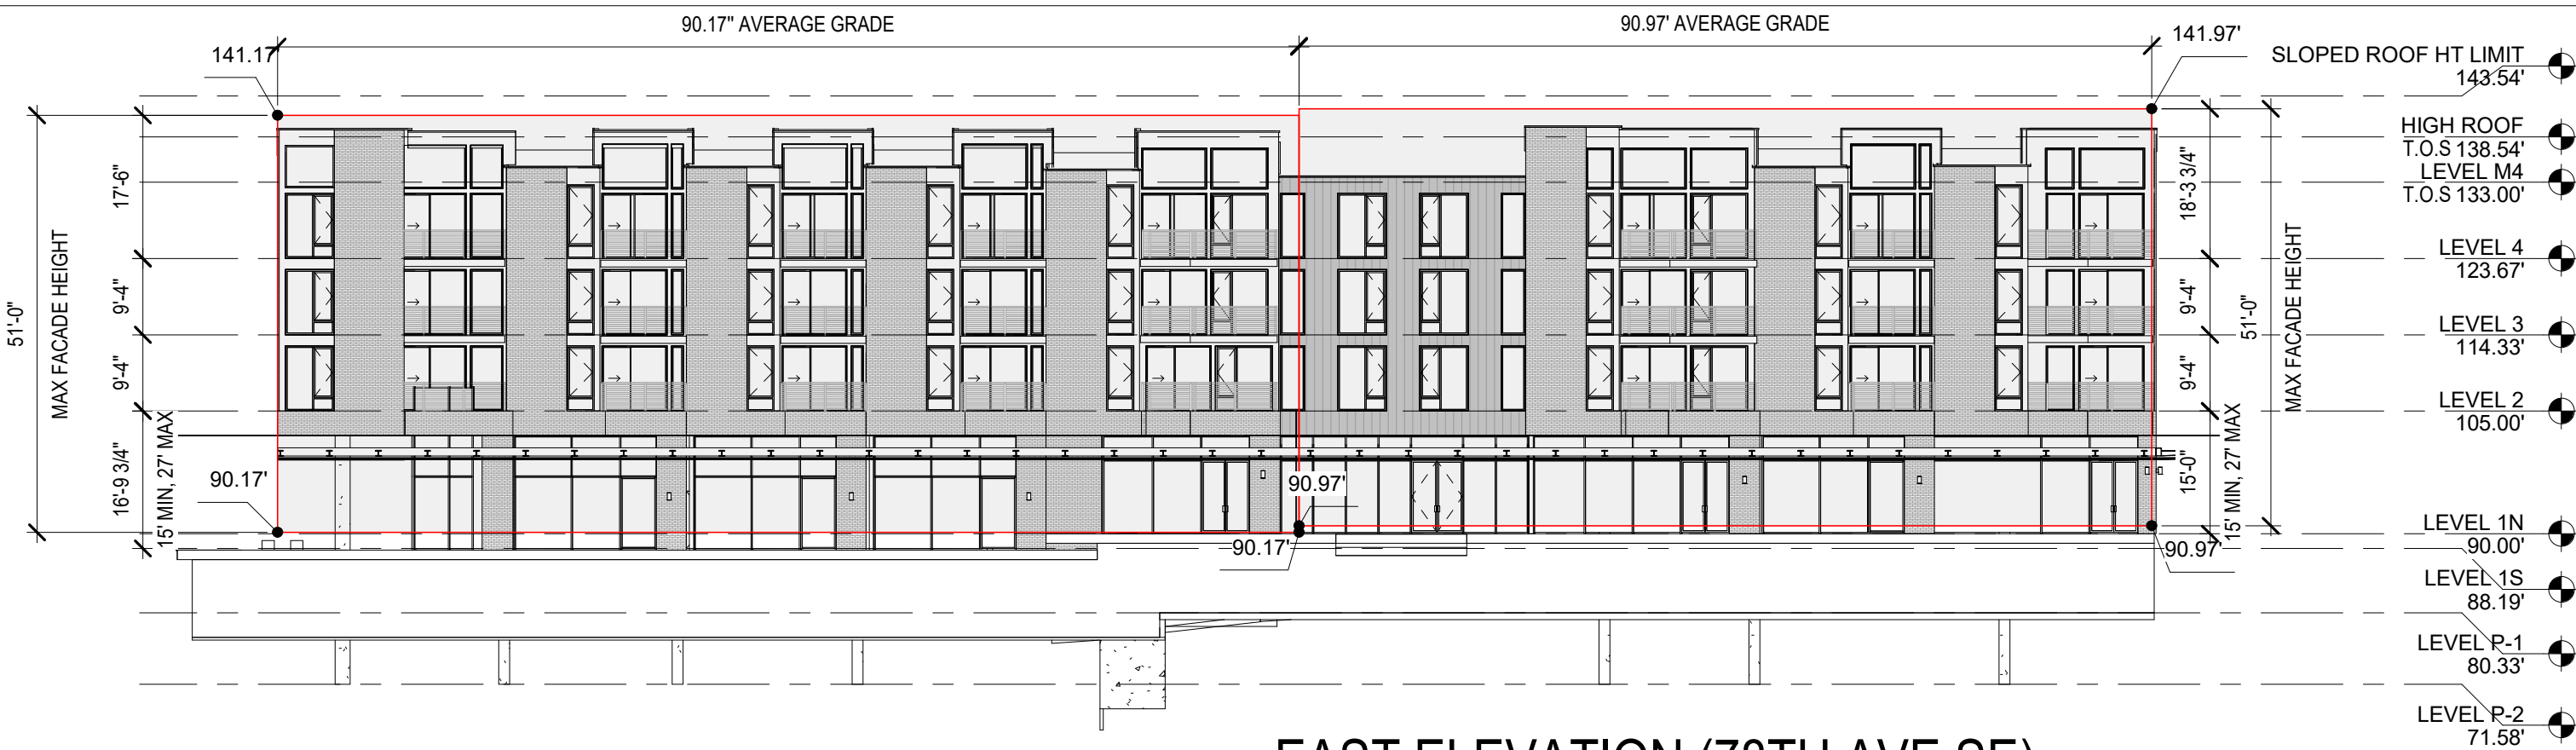 90.17" AVERAGE GRADE
90.97' AVERAGE GRADE
141.17'
141.97'
SLOPED ROOF HT LIMIT
143.54'
HIGH ROOF
T.O.S 138.54'
LEVEL M4
T.O.S 133.00'
LEVEL 4
123.67'
LEVEL 3
114.33'
LEVEL 2
105.00'
LEVEL 1N
90.00'
LEVEL 1S
88.19'
LEVEL P-1
80.33'
LEVEL P-2
71.58'
51'-0"
MAX FACADE HEIGHT
17'-6"
9'-4"
9'-4"
16'-9 3/4"
15' MIN, 27' MAX
90.17'
90.97'
90.17'
90.97'
18'-3 3/4"
9'-4"
9'-4"
15'-0"
15' MIN, 27' MAX
51'-0"
MAX FACADE HEIGHT
EAST ELEVATION (78TH AVE SE)